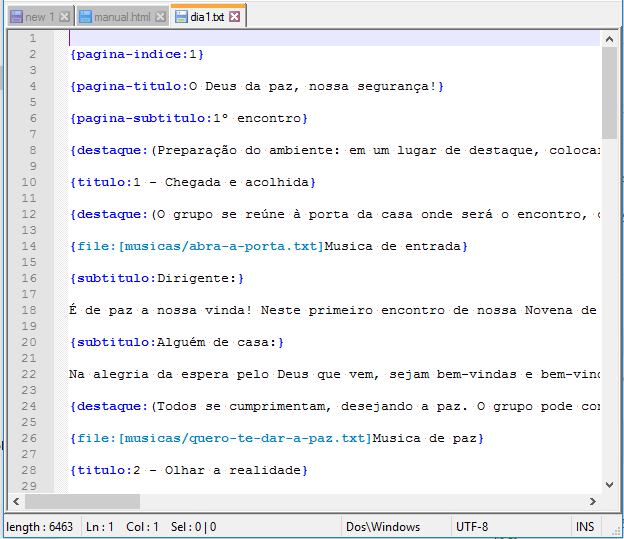 new 1
manual.html
dia1.txt
1
2 {pagina-indice:1}
3
4 {pagina-titulo:O Deus da paz, nossa segurança!}
5
6 {pagina-subtitulo:1º encontro}
7
8 {destaque:(Preparação do ambiente: em um lugar de destaque, colocar
9
10 {titulo:1 - Chegada e acolhida}
11
12 {destaque:(O grupo se reúne à porta da casa onde será o encontro,
13
14 {file:[musicas/abra-a-porta.txt]Musica de entrada}
15
16 {subtitulo:Dirigente:}
17
18 É de paz a nossa vinda! Neste primeiro encontro de nossa Novena de
19
20 {subtitulo:Alguém de casa:}
21
22 Na alegria da espera pelo Deus que vem, sejam bem-vindas e bem-vind
23
24 {destaque:(Todos se cumprimentam, desejando a paz. O grupo pode con
25
26 {file:[musicas/quero-te-dar-a-paz.txt]Musica de paz}
27
28 {titulo:2 - Olhar a realidade}
29
length : 6463 Ln : 1 Col : 1 Sel : 0 | 0 Dos\Windows UTF-8 INS